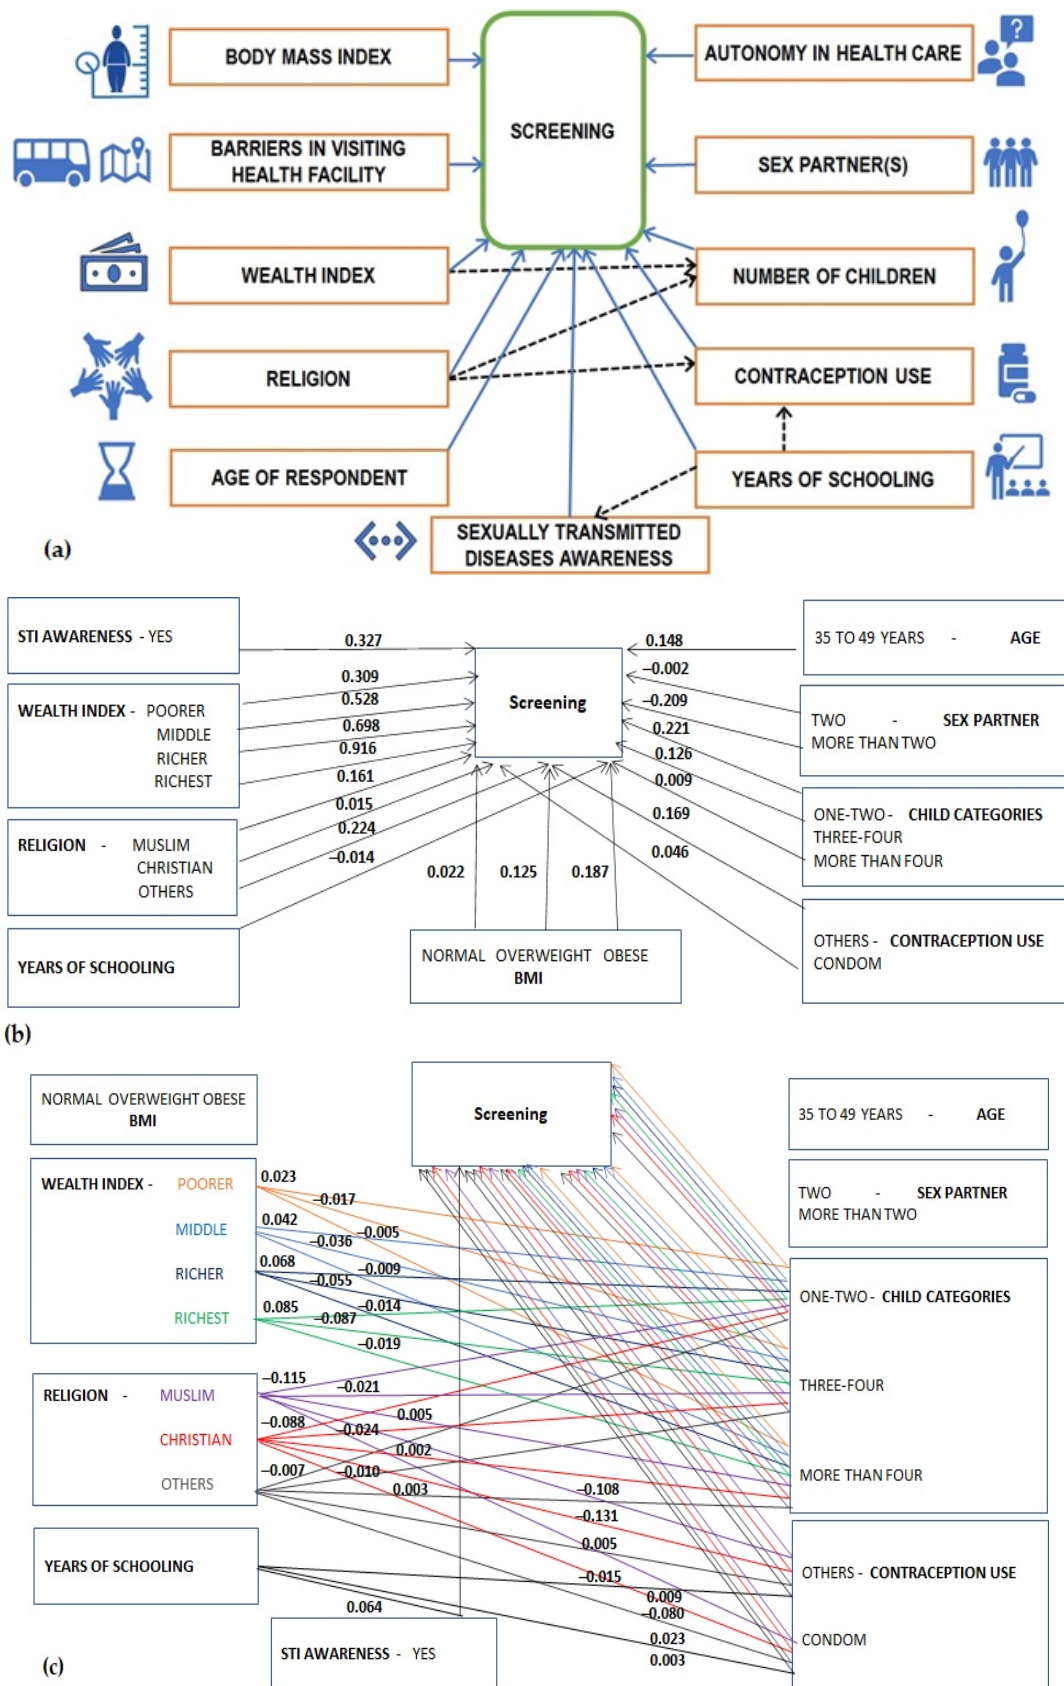 BODY MASS INDEX
SCREENING
AUTONOMY IN HEALTH CARE
?
BARRIERS IN VISITING
HEALTH FACILITY
SEX PARTNER(S)
WEALTH INDEX
NUMBER OF CHILDREN
RELIGION
CONTRACEPTION USE
AGE OF RESPONDENT
YEARS OF SCHOOLING
SEXUALLY TRANSMITTED
DISEASES AWARENESS
(a)
STI AWARENESS - YES
0.327
0.148
35 TO 49 YEARS - AGE
WEALTH INDEX - POORER
MIDDLE
RICHER
RICHEST
0.309
0.528
0.698
0.916
Screening
–0.002
–0.209
0.221
0.126
0.009
TWO - SEX PARTNER
MORE THAN TWO
RELIGION - MUSLIM
CHRISTIAN
OTHERS
0.161
0.015
0.224
–0.014
0.169
0.046
ONE-TWO - CHILD CATEGORIES
THREE-FOUR
MORE THAN FOUR
YEARS OF SCHOOLING
0.022
0.125
0.187
NORMAL OVERWEIGHT OBESE
BMI
OTHERS - CONTRACEPTION USE
CONDOM
(b)
NORMAL OVERWEIGHT OBESE
BMI
Screening
35 TO 49 YEARS - AGE
TWO - SEX PARTNER
MORE THAN TWO
WEALTH INDEX - POORER
MIDDLE
RICHER
RICHEST
0.023
–0.017
–0.005
0.042
–0.036
–0.009
0.068
–0.055
–0.014
0.085
–0.087
–0.019
ONE-TWO - CHILD CATEGORIES
THREE-FOUR
MORE THAN FOUR
RELIGION - MUSLIM
CHRISTIAN
OTHERS
–0.115
–0.021
0.005
–0.088
–0.024
0.002
–0.007
–0.010
0.003
–0.108
–0.131
0.005
–0.015
0.009
–0.080
0.023
0.003
YEARS OF SCHOOLING
0.064
OTHERS - CONTRACEPTION USE
CONDOM
STI AWARENESS - YES
(c)